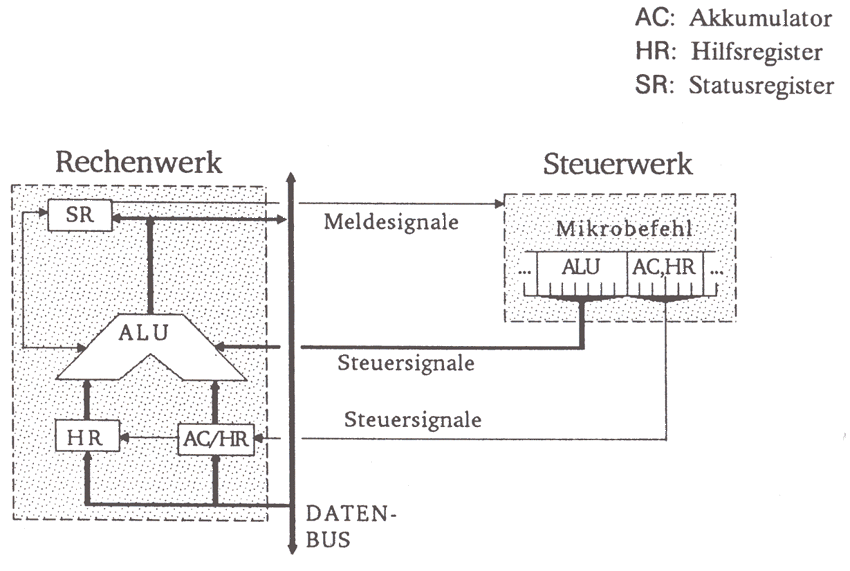 AC: Akkumulator
HR: Hilfsregister
SR: Statusregister
Rechenwerk
Steuerwerk
SR
Meldesignale
Mikrobefehl
... ALU AC,HR ...
ALU
Steuersignale
Steuersignale
HR
AC/HR
DATEN-
BUS